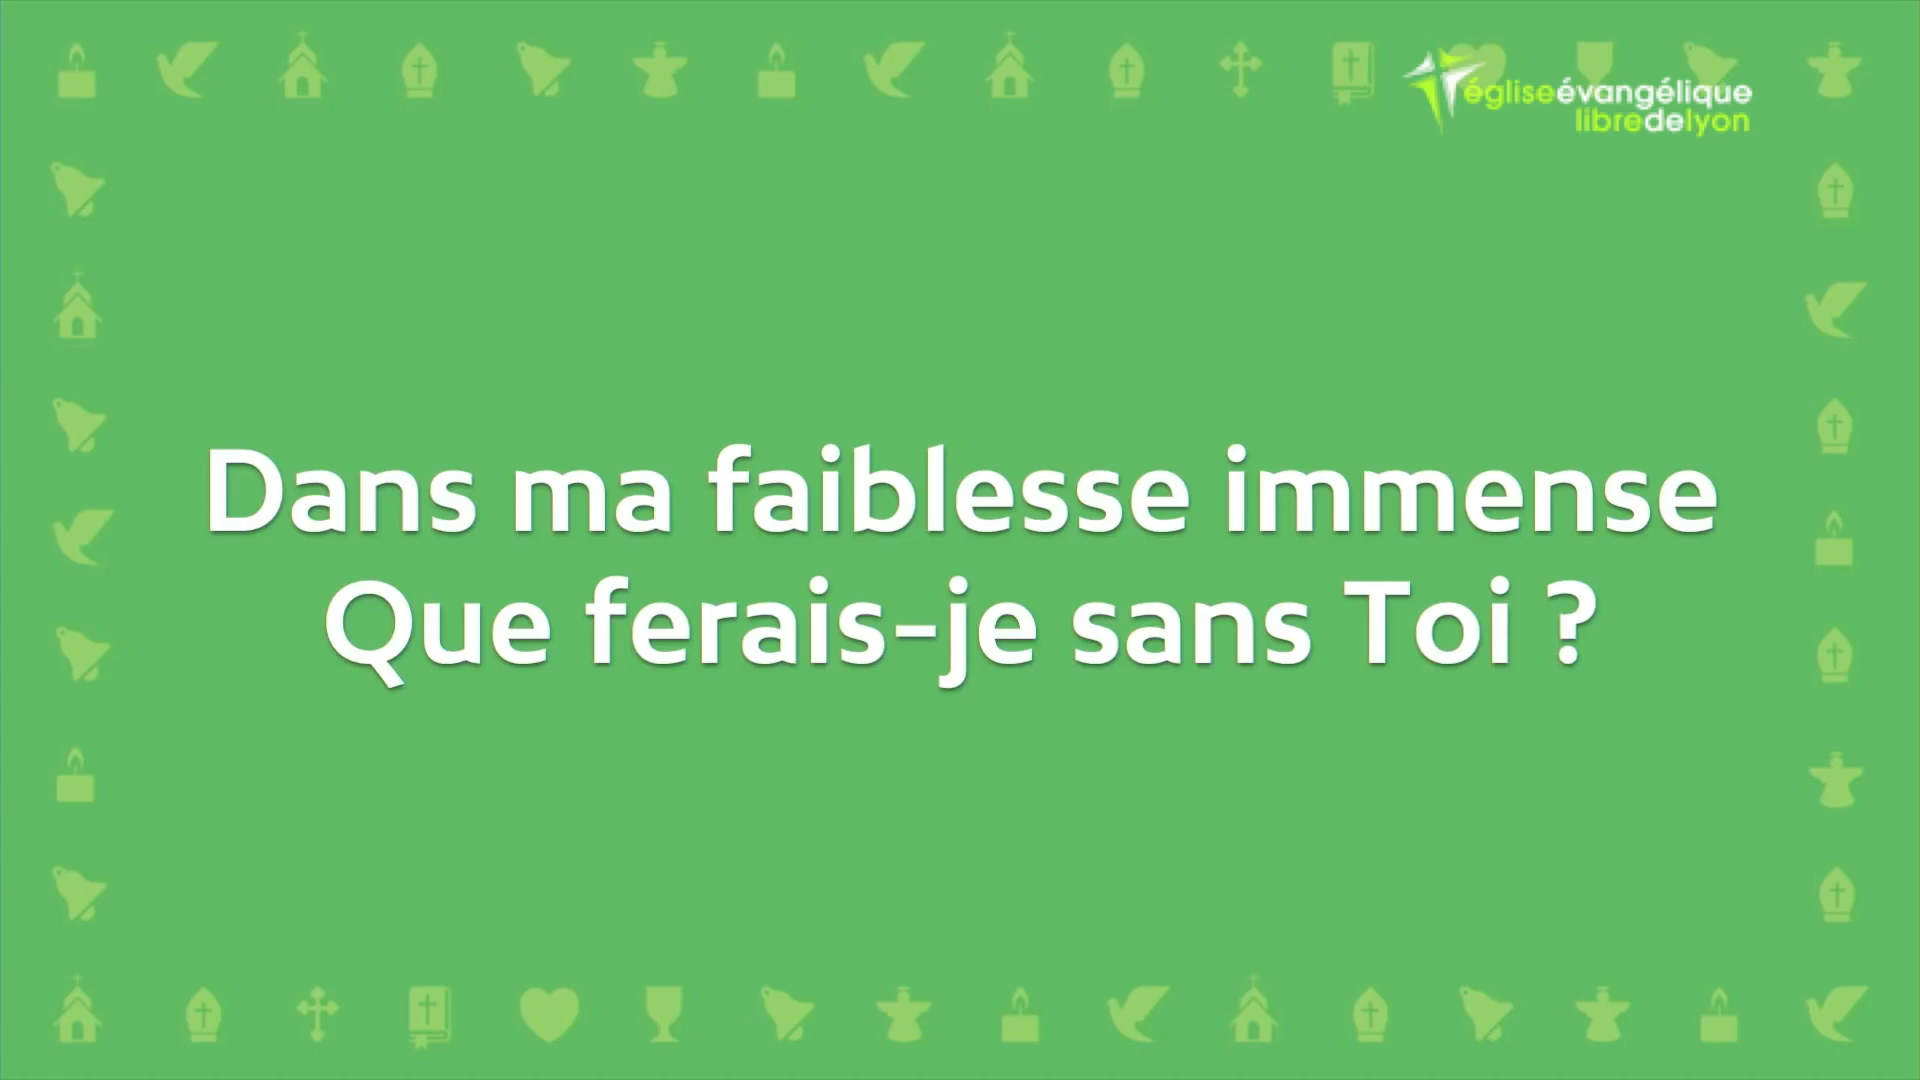 égliseévangélique
libredelyon
Dans ma faiblesse immense
Que ferais-je sans Toi ?